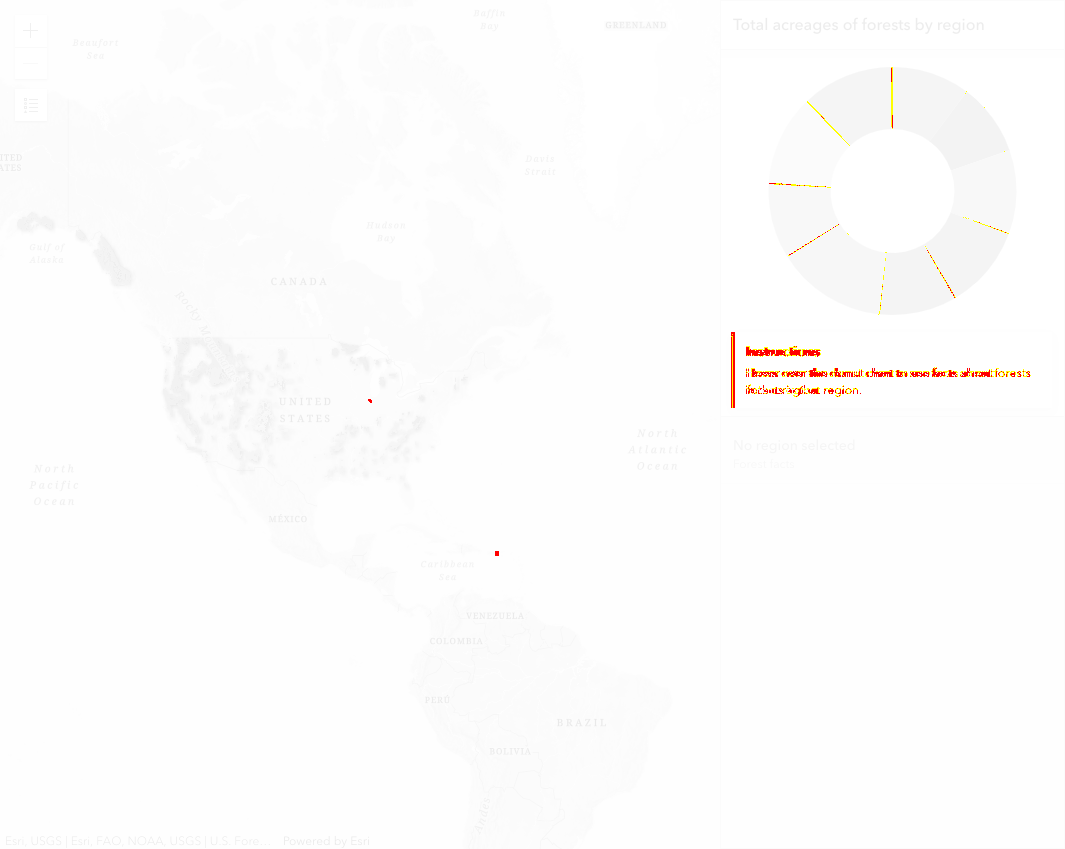 Total acreages of forests by region
Baffin
Bay
GREENLAND
Beaufort
Sea
Davis
Strait
Hudson
Bay
Gulf of
Alaska
CANADA
UNITED
STATES
North
Atlantic
Ocean
North
Pacific
Ocean
MÉXICO
Caribbean
Sea
VENEZUELA
COLOMBIA
PERÚ
BRAZIL
BOLIVIA
Andes
Instructions
Hover over the donut chart to see facts about forests
region.
No region selected
Esri, USGS | Esri, FAO, NOAA, USGS | U.S. Fore...
Powered by Esri